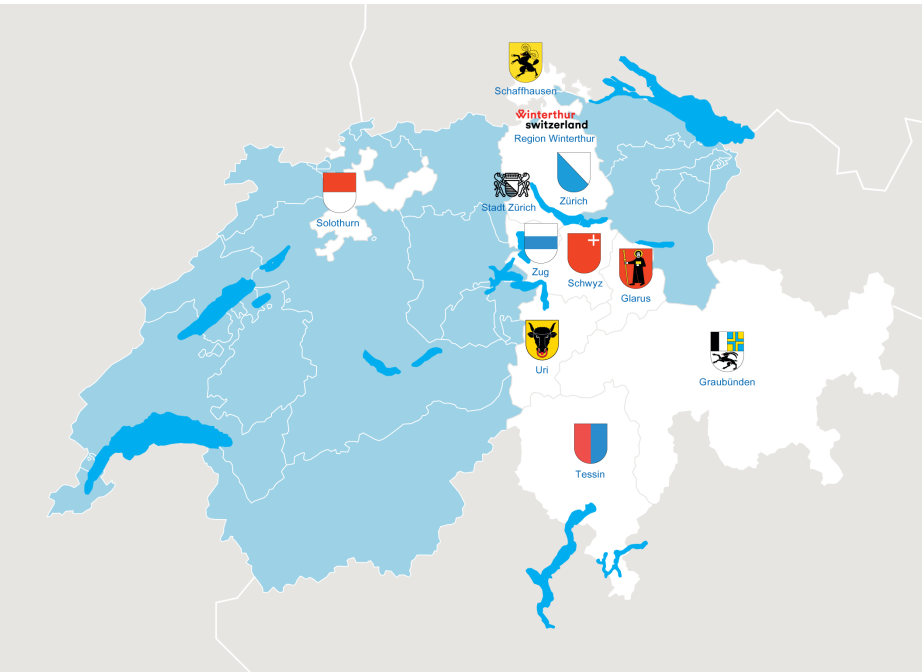 Schaffhausen
winterthur
switzerland
Region Winterthur
Zürich
Stadt Zürich
Solothurn
Zug
Schwyz
Glarus
Uri
Graubünden
Tessin